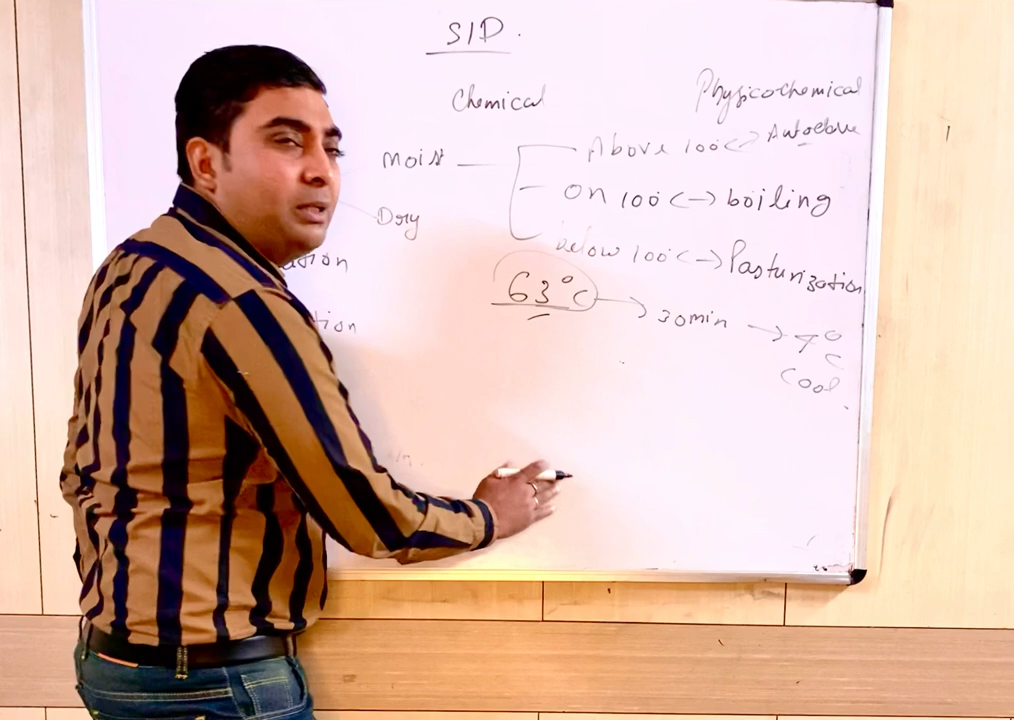 S/D.
Chemical Physicochemical
Moist Above 100°C → Autoclave
on 100°C → boiling
Dry
below 100°C → Pasturization
ation
63°C → 30min → 4°C
tion
Cool.